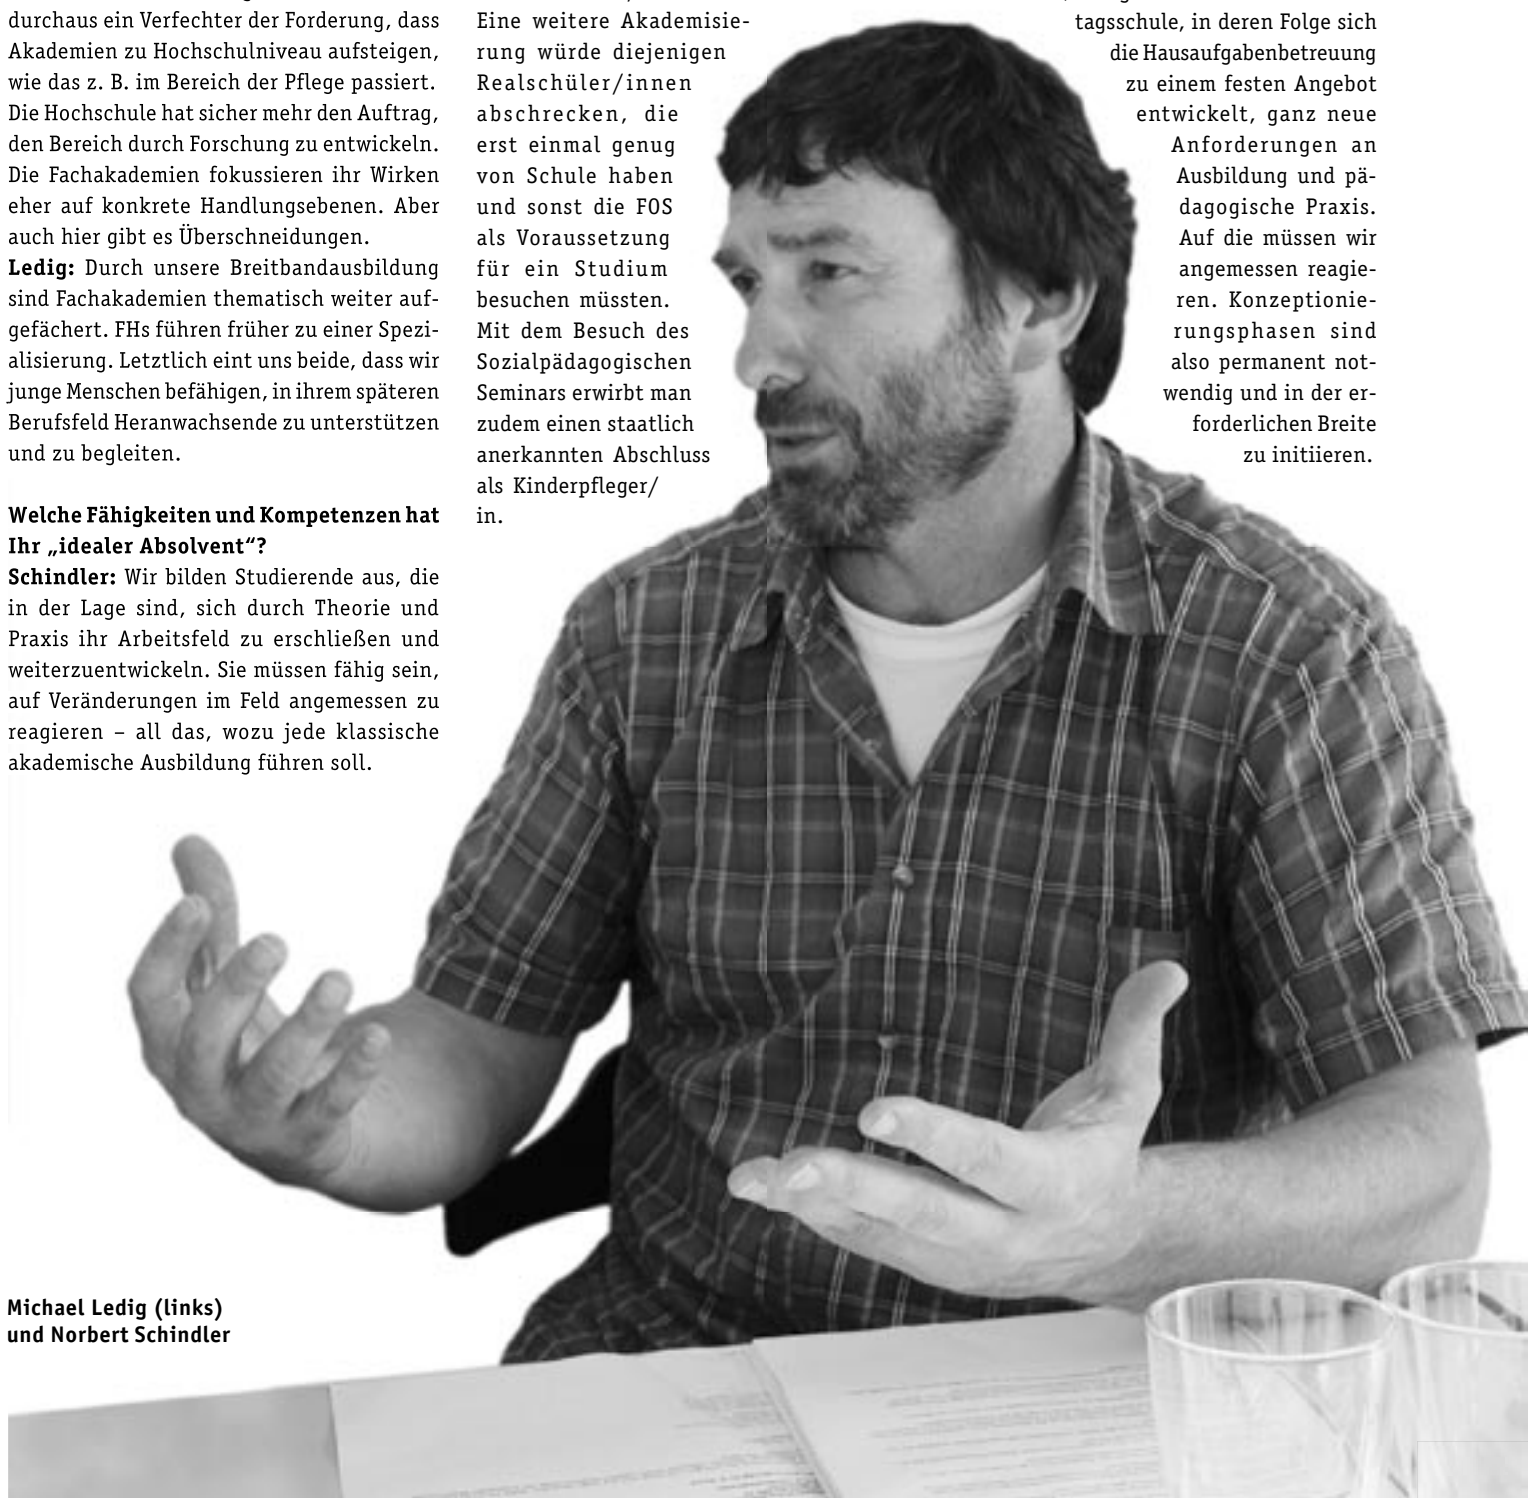 durchaus ein Verfechter der Forderung, dass
Akademien zu Hochschulniveau aufsteigen,
wie das z. B. im Bereich der Pflege passiert.
Die Hochschule hat sicher mehr den Auftrag,
den Bereich durch Forschung zu entwickeln.
Die Fachakademien fokussieren ihr Wirken
eher auf konkrete Handlungsebenen. Aber
auch hier gibt es Überschneidungen.
Ledig: Durch unsere Breitbandausbildung
sind Fachakademien thematisch weiter auf-
gefächert. FHs führen früher zu einer Spezi-
alisierung. Letztlich eint uns beide, dass wir
junge Menschen befähigen, in ihrem späteren
Berufsfeld Heranwachsende zu unterstützen
und zu begleiten.
Welche Fähigkeiten und Kompetenzen hat
Ihr „idealer Absolvent“?
Schindler: Wir bilden Studierende aus, die
in der Lage sind, sich durch Theorie und
Praxis ihr Arbeitsfeld zu erschließen und
weiterzuentwickeln. Sie müssen fähig sein,
auf Veränderungen im Feld angemessen zu
reagieren – all das, wozu jede klassische
akademische Ausbildung führen soll.
Eine weitere Akademisie-
rung würde diejenigen
Realschüler/innen
abschrecken, die
erst einmal genug
von Schule haben
und sonst die FOS
als Voraussetzung
für ein Studium
besuchen müssten.
Mit dem Besuch des
Sozialpädagogischen
Seminars erwirbt man
zudem einen staatlich
anerkannten Abschluss
als Kinderpfleger/
in.
tagsschule, in deren Folge sich
die Hausaufgabenbetreuung
zu einem festen Angebot
entwickelt, ganz neue
Anforderungen an
Ausbildung und pä-
dagogische Praxis.
Auf die müssen wir
angemessen reagie-
ren. Konzeptionie-
rungsphasen sind
also permanent not-
wendig und in der er-
forderlichen Breite
zu initiieren.
Michael Ledig (links)
und Norbert Schindler